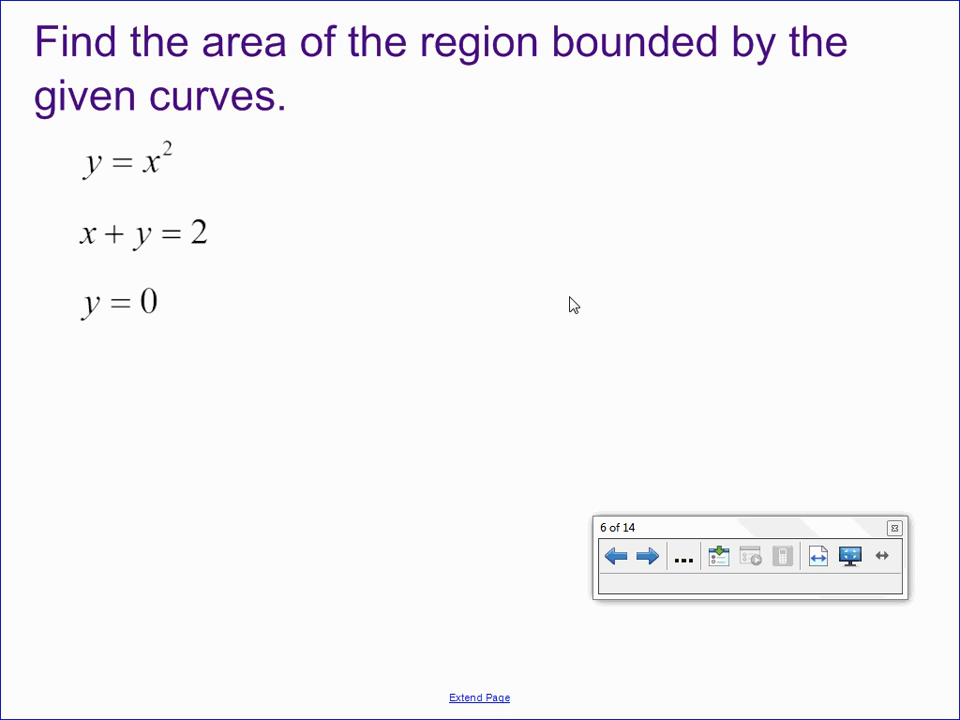 Find the area of the region bounded by the
given curves.
y = x²
x + y = 2
y = 0
6 of 14
Extend Page